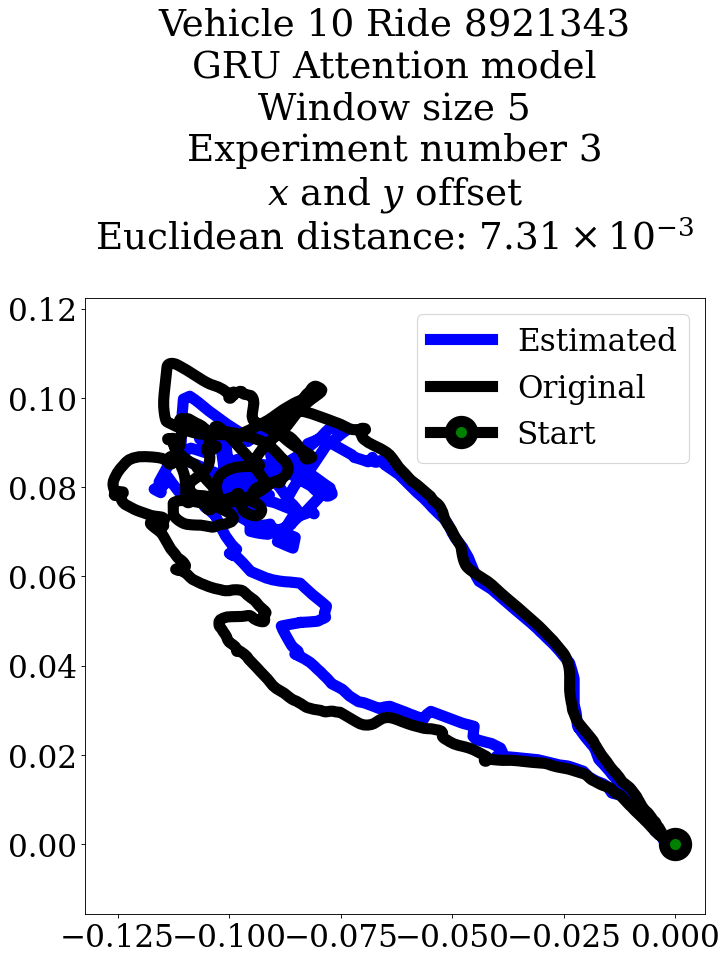 Vehicle 10 Ride 8921343
GRU Attention model
Window size 5
Experiment number 3
x and y offset
Euclidean distance: 7.31 × 10⁻³
Estimated
Original
Start
0.12
0.10
0.08
0.06
0.04
0.02
0.00
−0.125 −0.100 −0.075 −0.050 −0.025 0.000